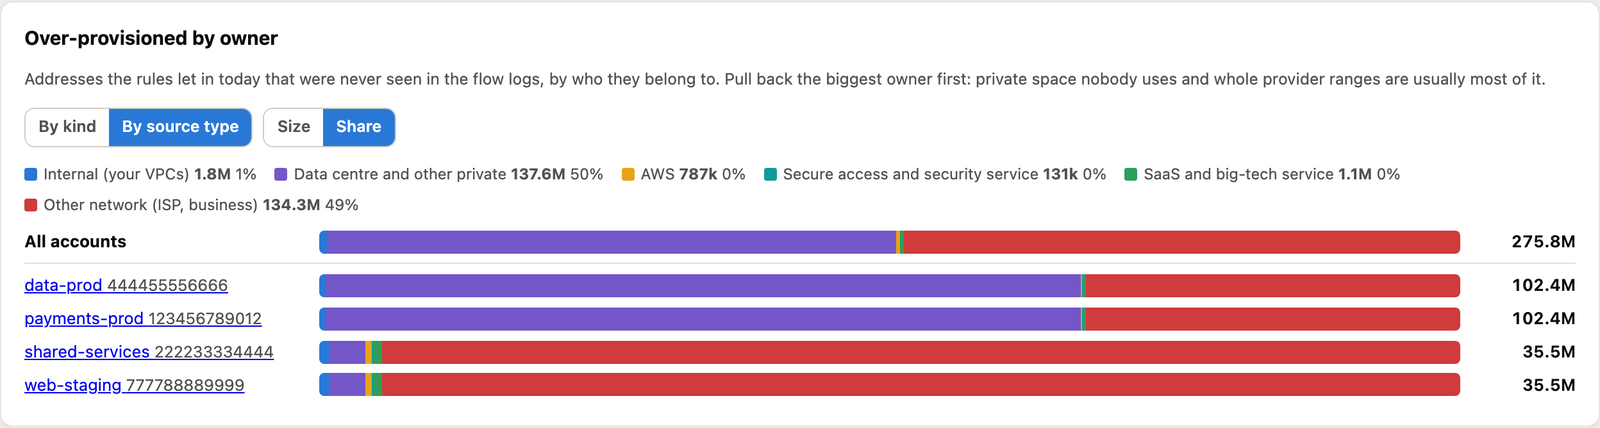 Over-provisioned by owner
Addresses the rules let in today that were never seen in the flow logs, by who they belong to. Pull back the biggest owner first: private space nobody uses and whole provider ranges are usually most of it.
By kind By source type Size Share
Internal (your VPCs) 1.8M 1% Data centre and other private 137.6M 50% AWS 787k 0% Secure access and security service 131k 0% SaaS and big-tech service 1.1M 0%
Other network (ISP, business) 134.3M 49%
All accounts 275.8M
data-prod 444455556666 102.4M
payments-prod 123456789012 102.4M
shared-services 222233334444 35.5M
web-staging 777788889999 35.5M